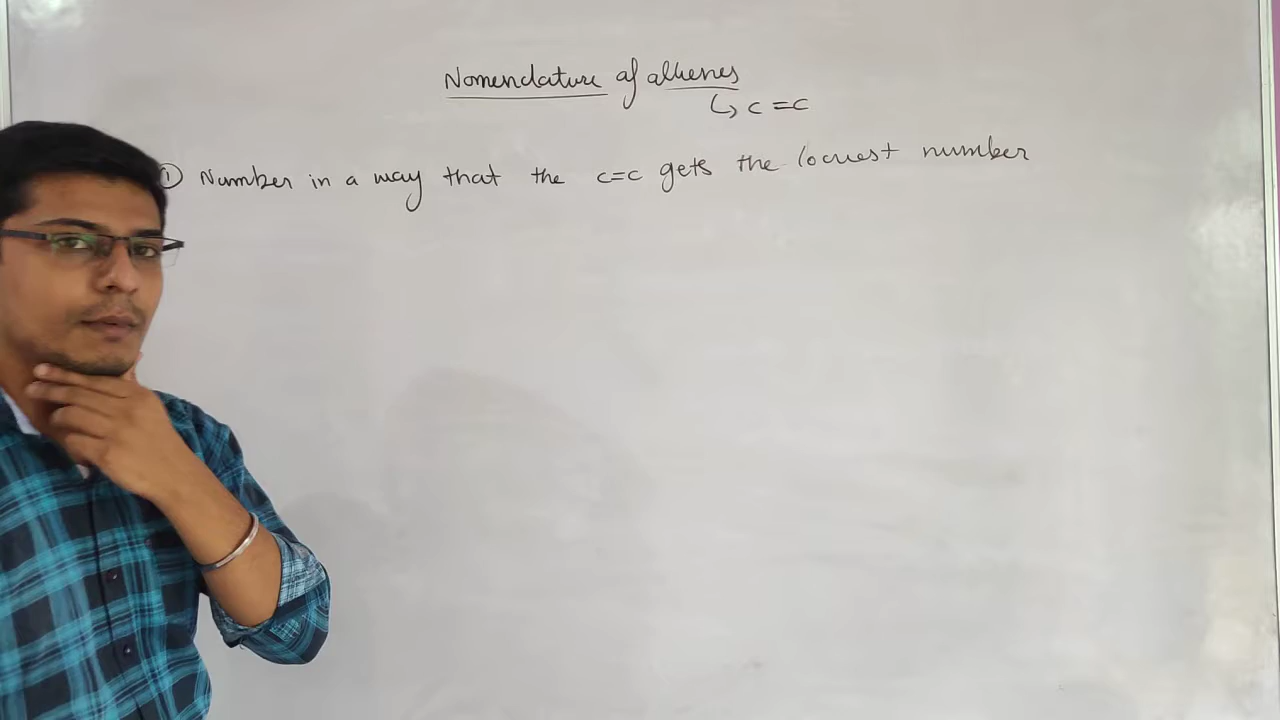 Nomenclature of alkenes
↳ C=C
① Number in a way that the C=C gets the lowest number